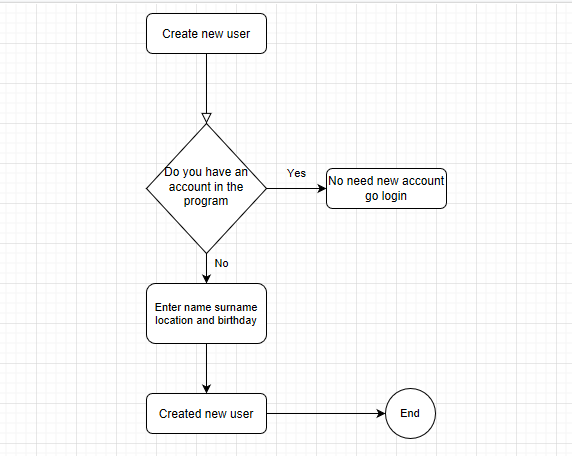 Create new user
Do you have an
account in the
program
Yes
No need new account
go login
No
Enter name surname
location and birthday
Created new user
End